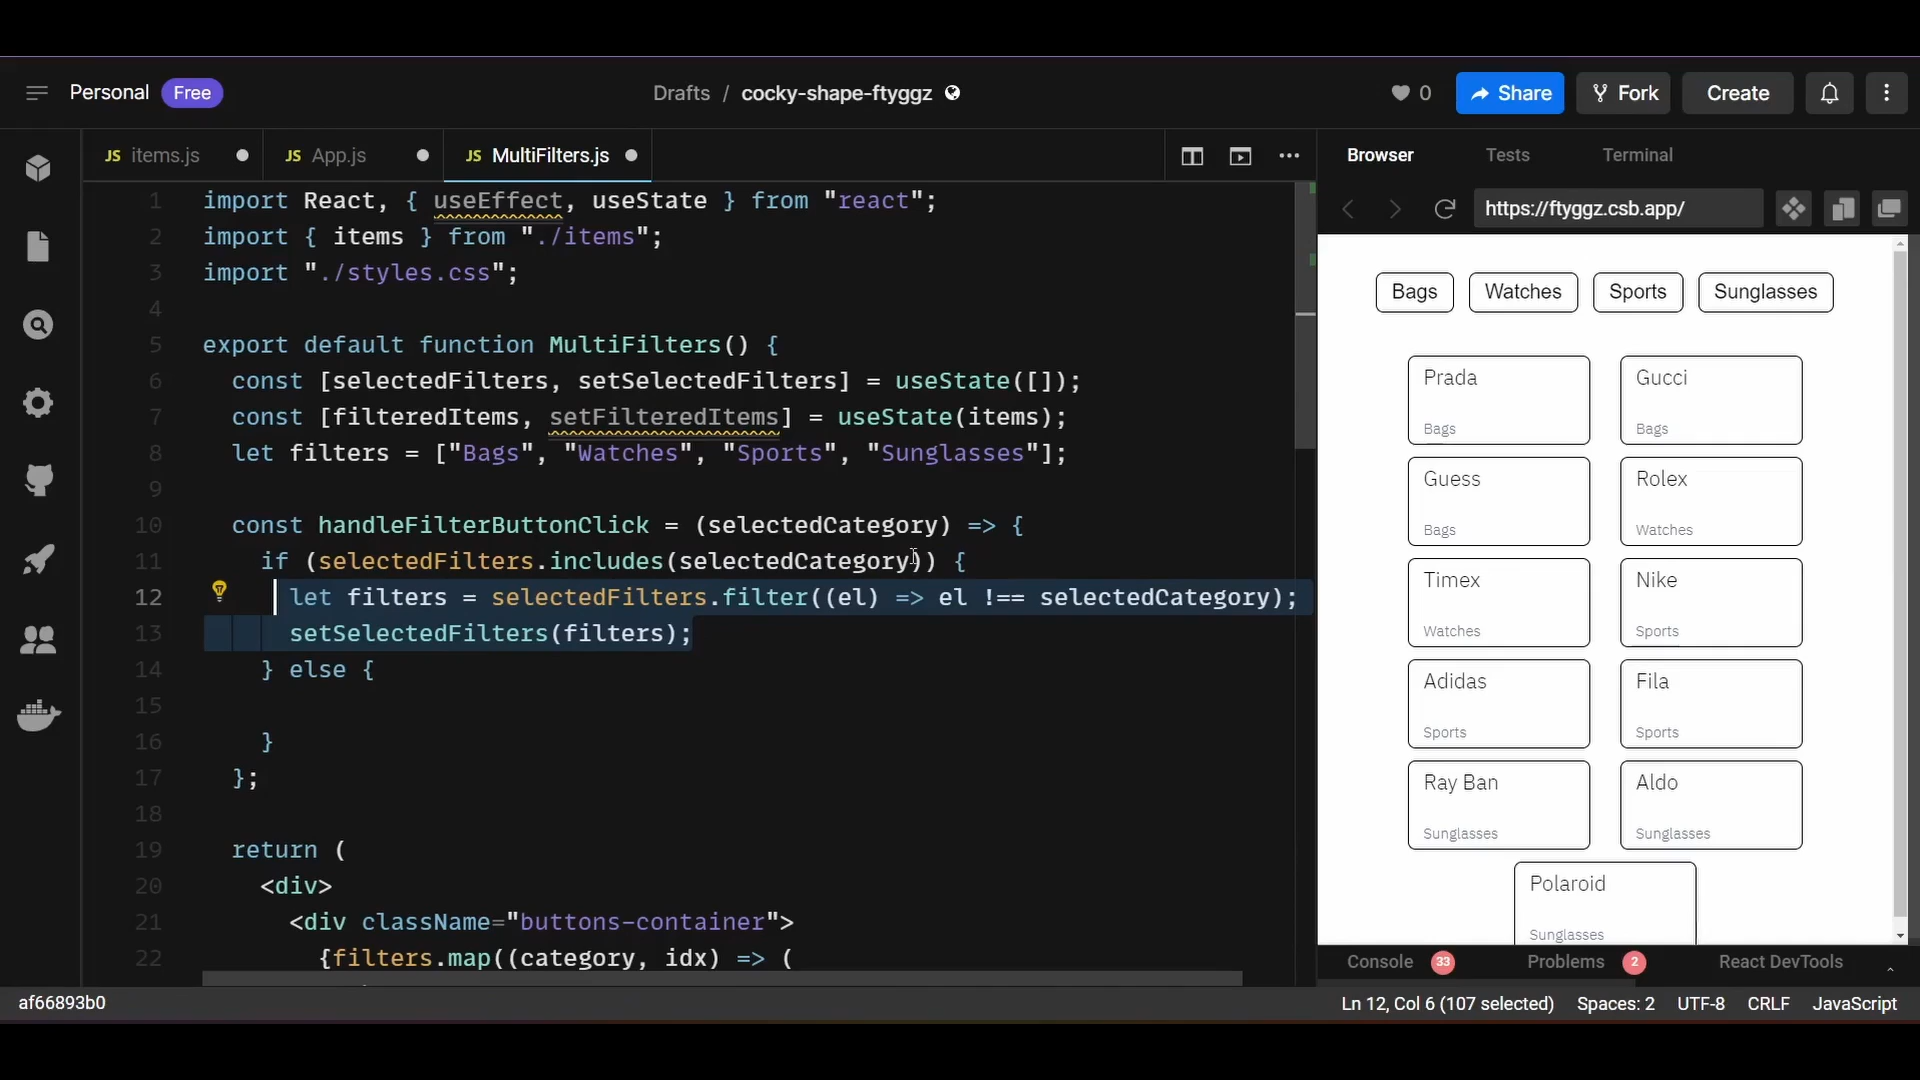 Personal Free
Drafts / cocky-shape-ftyggz
0
Share
Fork
Create
JS items.js
JS App.js
JS MultiFilters.js
1 import React, { useEffect, useState } from "react";
2 import { items } from "./items";
3 import "./styles.css";
4
5 export default function MultiFilters() {
6 const [selectedFilters, setSelectedFilters] = useState([]);
7 const [filteredItems, setFilteredItems] = useState(items);
8 let filters = ["Bags", "Watches", "Sports", "Sunglasses"];
9
10 const handleFilterButtonClick = (selectedCategory) => {
11 if (selectedFilters.includes(selectedCategory)) {
12 let filters = selectedFilters.filter((el) => el !== selectedCategory);
13 setSelectedFilters(filters);
14 } else {
15
16 }
17 };
18
19 return (
20 <div>
21 <div className="buttons-container">
22 {filters.map((category, idx) => (
Browser Tests Terminal
https://ftyggz.csb.app/
Bags Watches Sports Sunglasses
Prada
Bags
Gucci
Bags
Guess
Bags
Rolex
Watches
Timex
Watches
Nike
Sports
Adidas
Sports
Fila
Sports
Ray Ban
Sunglasses
Aldo
Sunglasses
Polaroid
Sunglasses
Console 33 Problems 2 React DevTools
af66893b0
Ln 12, Col 6 (107 selected) Spaces: 2 UTF-8 CRLF JavaScript